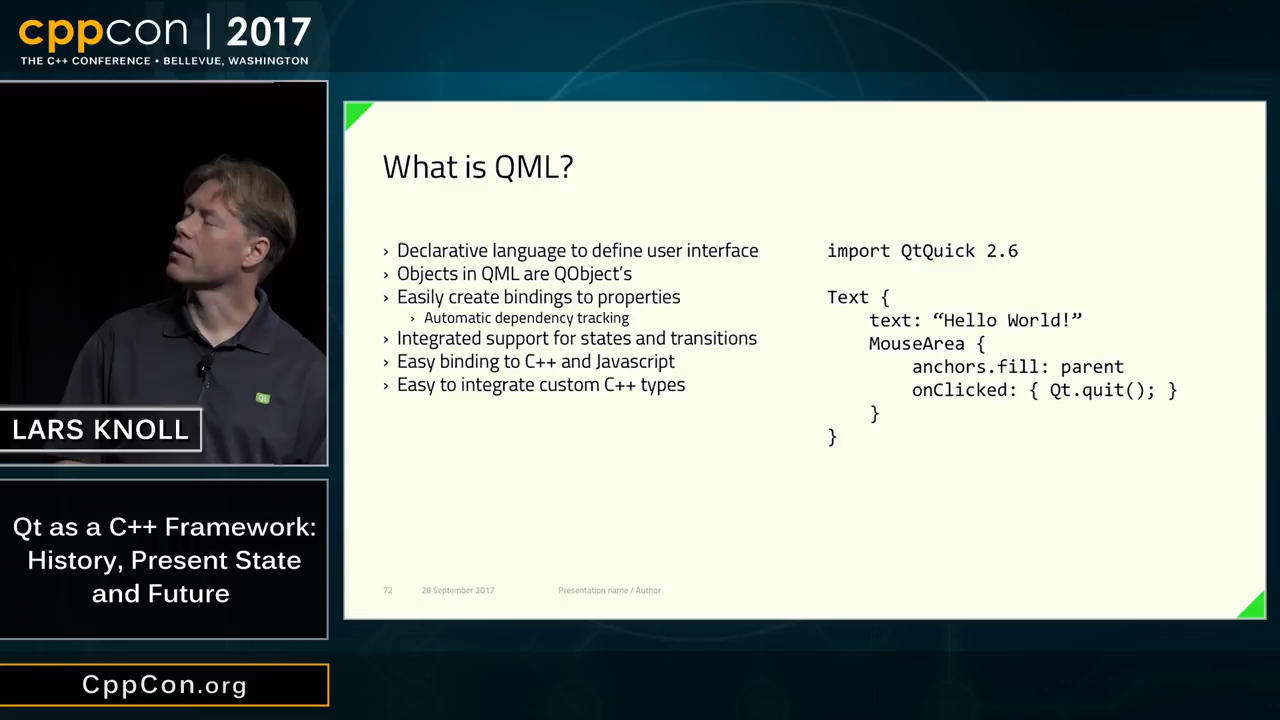 cppcon | 2017
THE C++ CONFERENCE • BELLEVUE, WASHINGTON
Qt
LARS KNOLL
Qt as a C++ Framework:
History, Present State
and Future
CppCon.org
What is QML?
› Declarative language to define user interface
› Objects in QML are QObject's
› Easily create bindings to properties
› Automatic dependency tracking
› Integrated support for states and transitions
› Easy binding to C++ and Javascript
› Easy to integrate custom C++ types
import QtQuick 2.6
Text {
text: “Hello World!”
MouseArea {
anchors.fill: parent
onClicked: { Qt.quit(); }
}
}
72 28 September 2017 Presentation name / Author